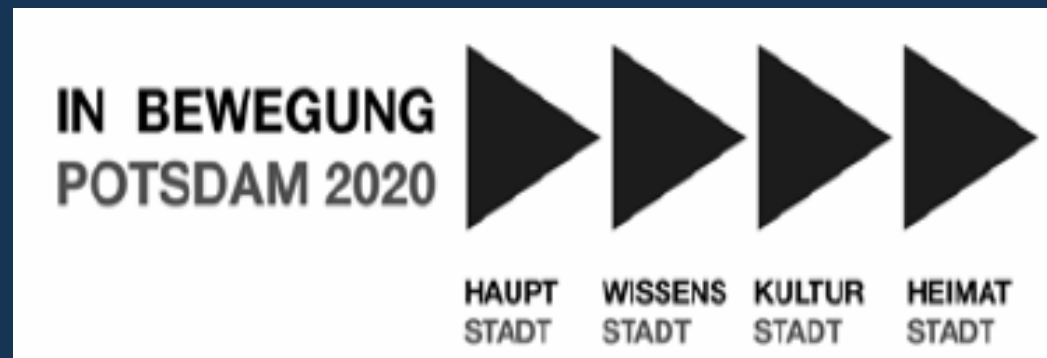 IN BEWEGUNG
POTSDAM 2020
HAUPT WISSENS KULTUR HEIMAT
STADT STADT STADT STADT